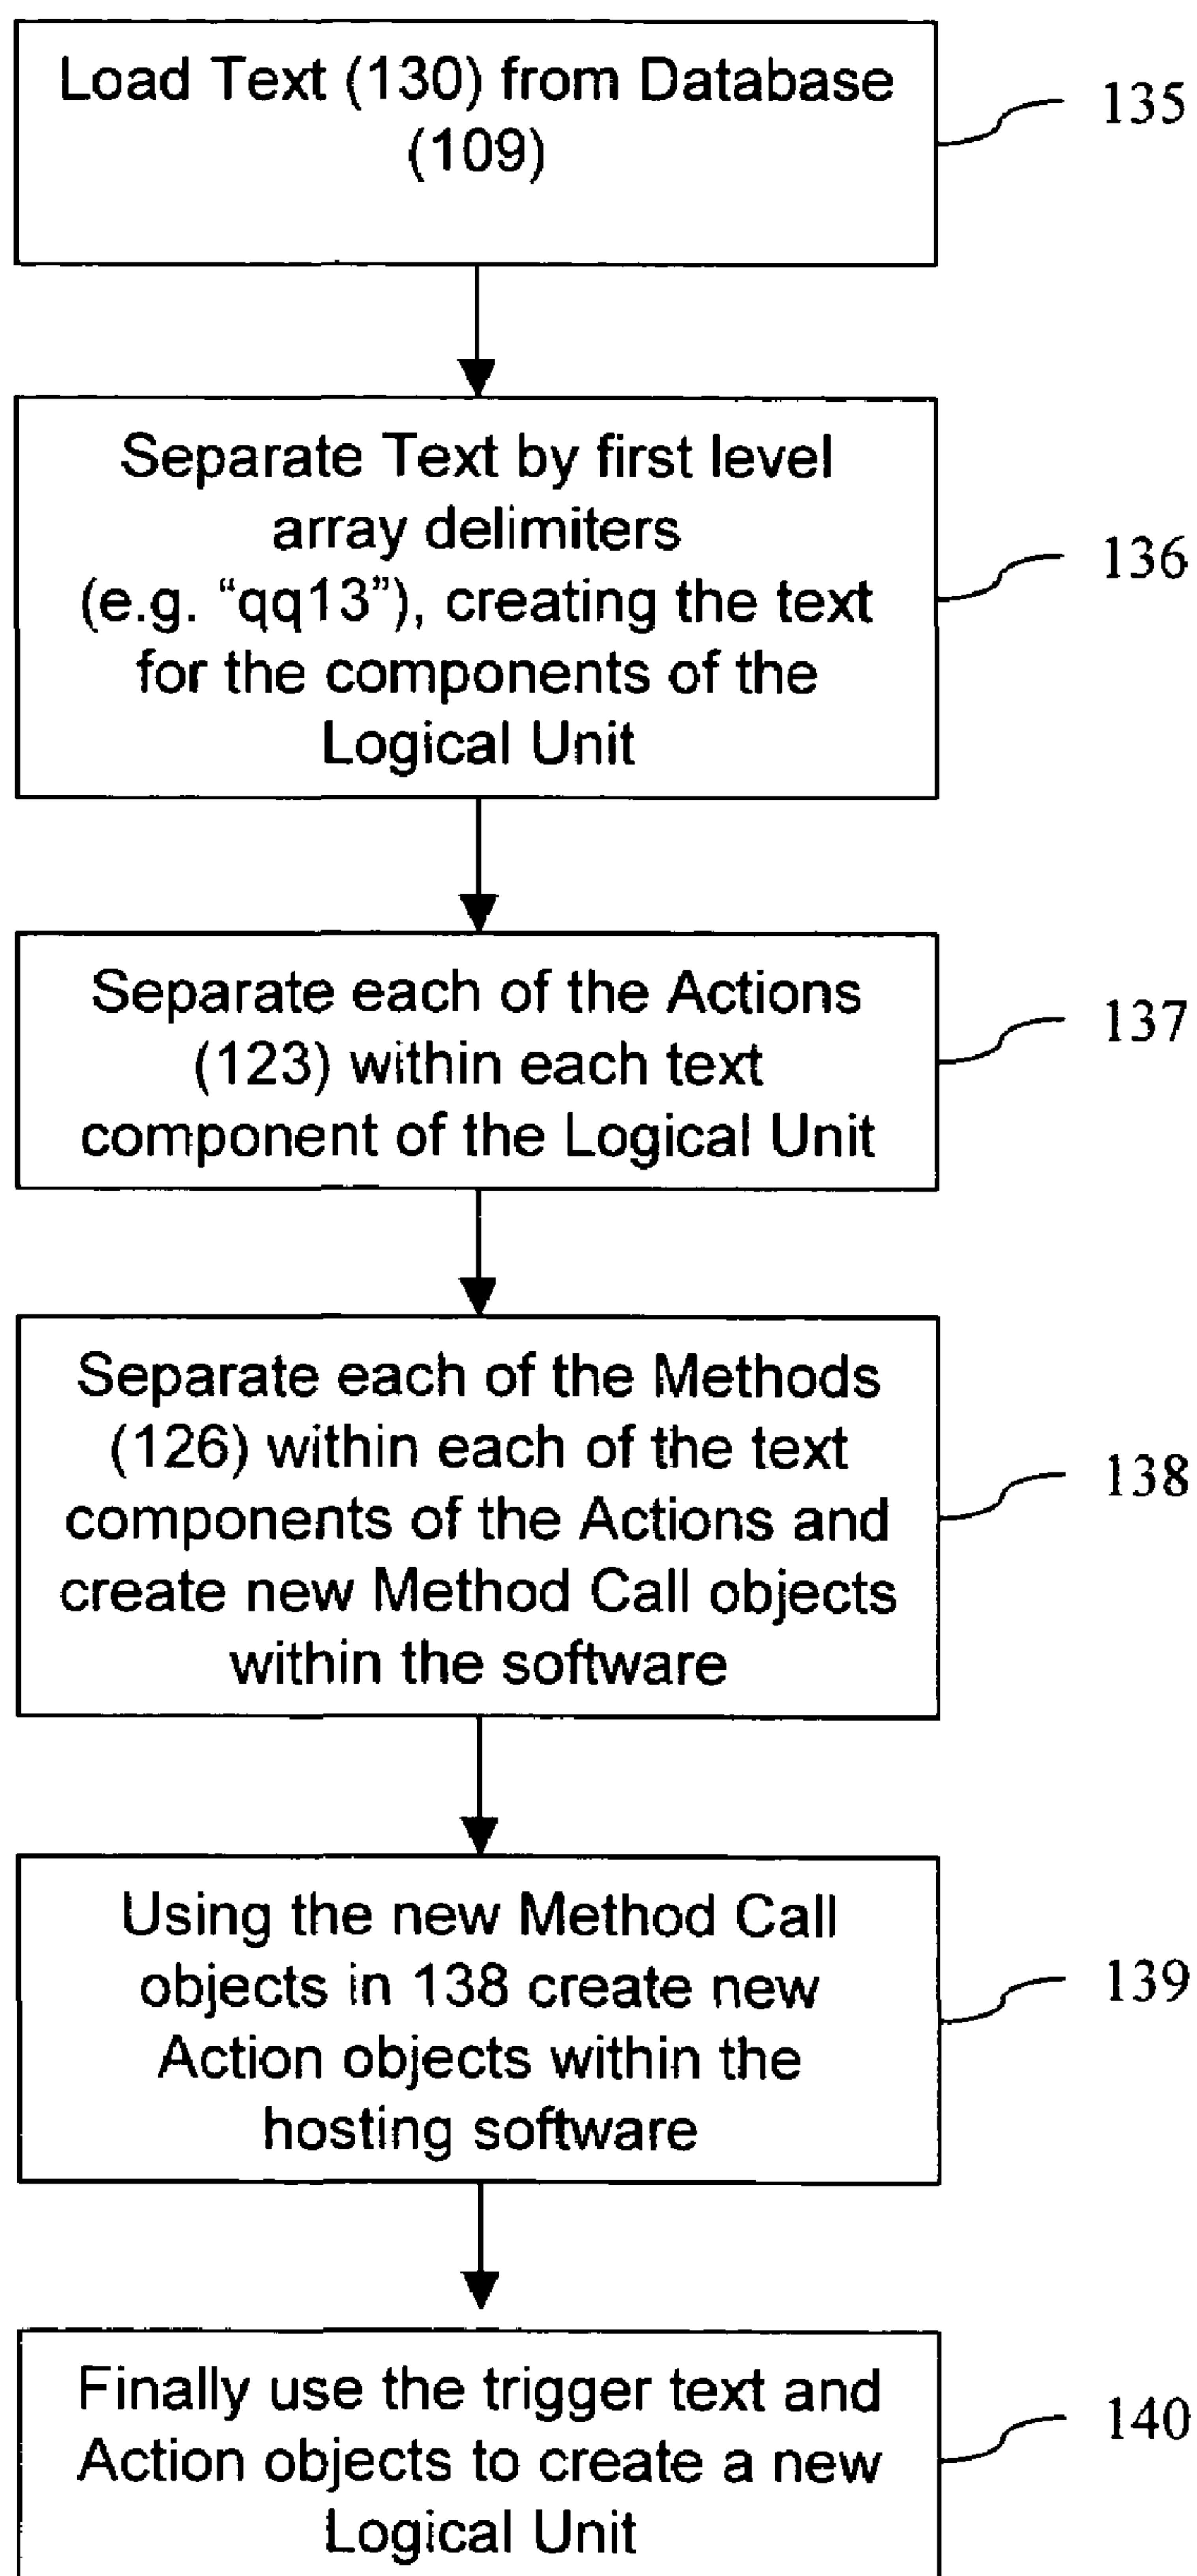 Load Text (130) from Database
(109)
135
Separate Text by first level
array delimiters
(e.g. “qq13”), creating the text
for the components of the
Logical Unit
136
Separate each of the Actions
(123) within each text
component of the Logical Unit
137
Separate each of the Methods
(126) within each of the text
components of the Actions and
create new Method Call objects
within the software
138
Using the new Method Call
objects in 138 create new
Action objects within the
hosting software
139
Finally use the trigger text and
Action objects to create a new
Logical Unit
140